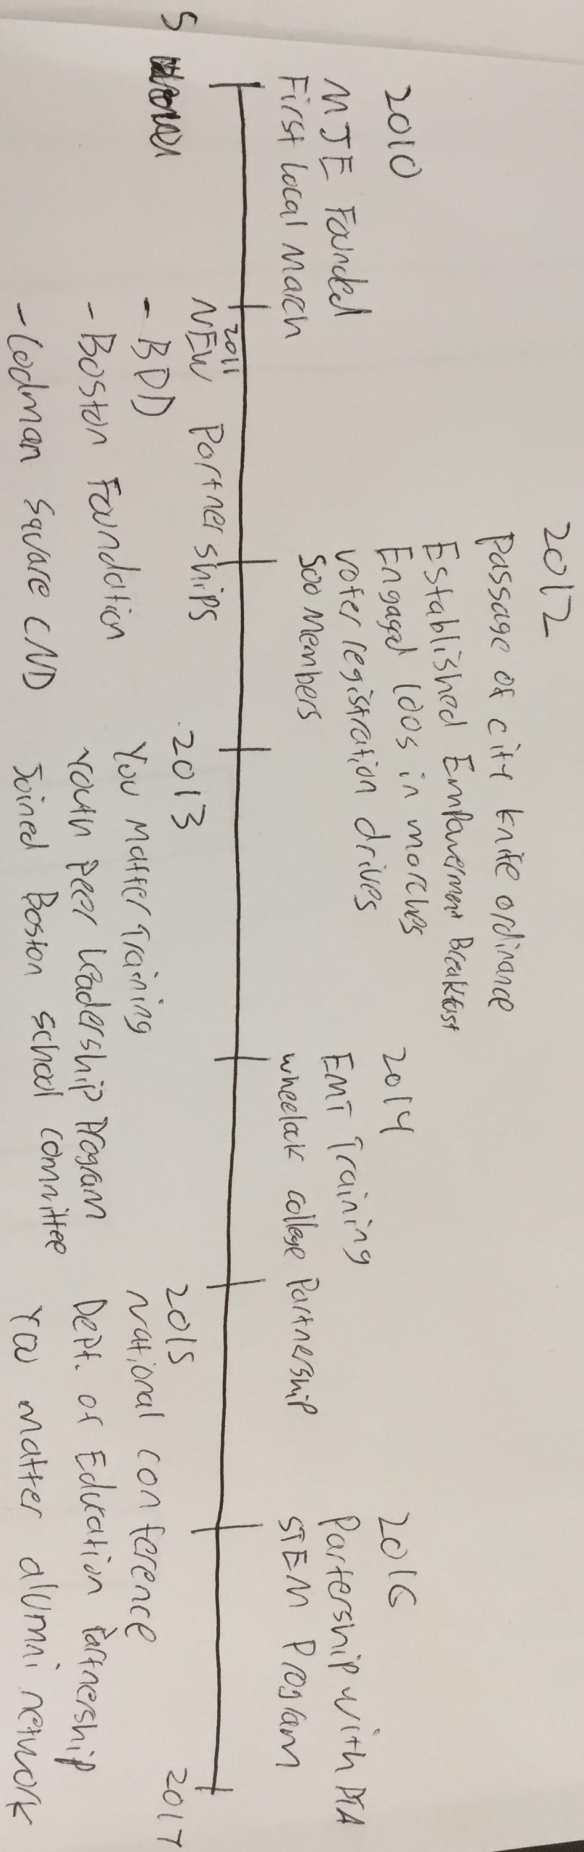 2010
MJE Founded
First Local March
5
2011
NEW Partnerships
- BDD
- Boston Foundation
- Codman Square CND
2012
Passage of city knife ordinance
Established Empowerment Breakfast
Engaged 100s in marches
voter registration drives
500 Members
2013
You Matter Training
Youth Peer Leadership Program
Joined Boston school committee
2014
EMT Training
wheelock college Partnership
2015
National conference
Dept. of Education Partnership
You matter alumni network
2016
Partership with PTA
STEM Program
2017